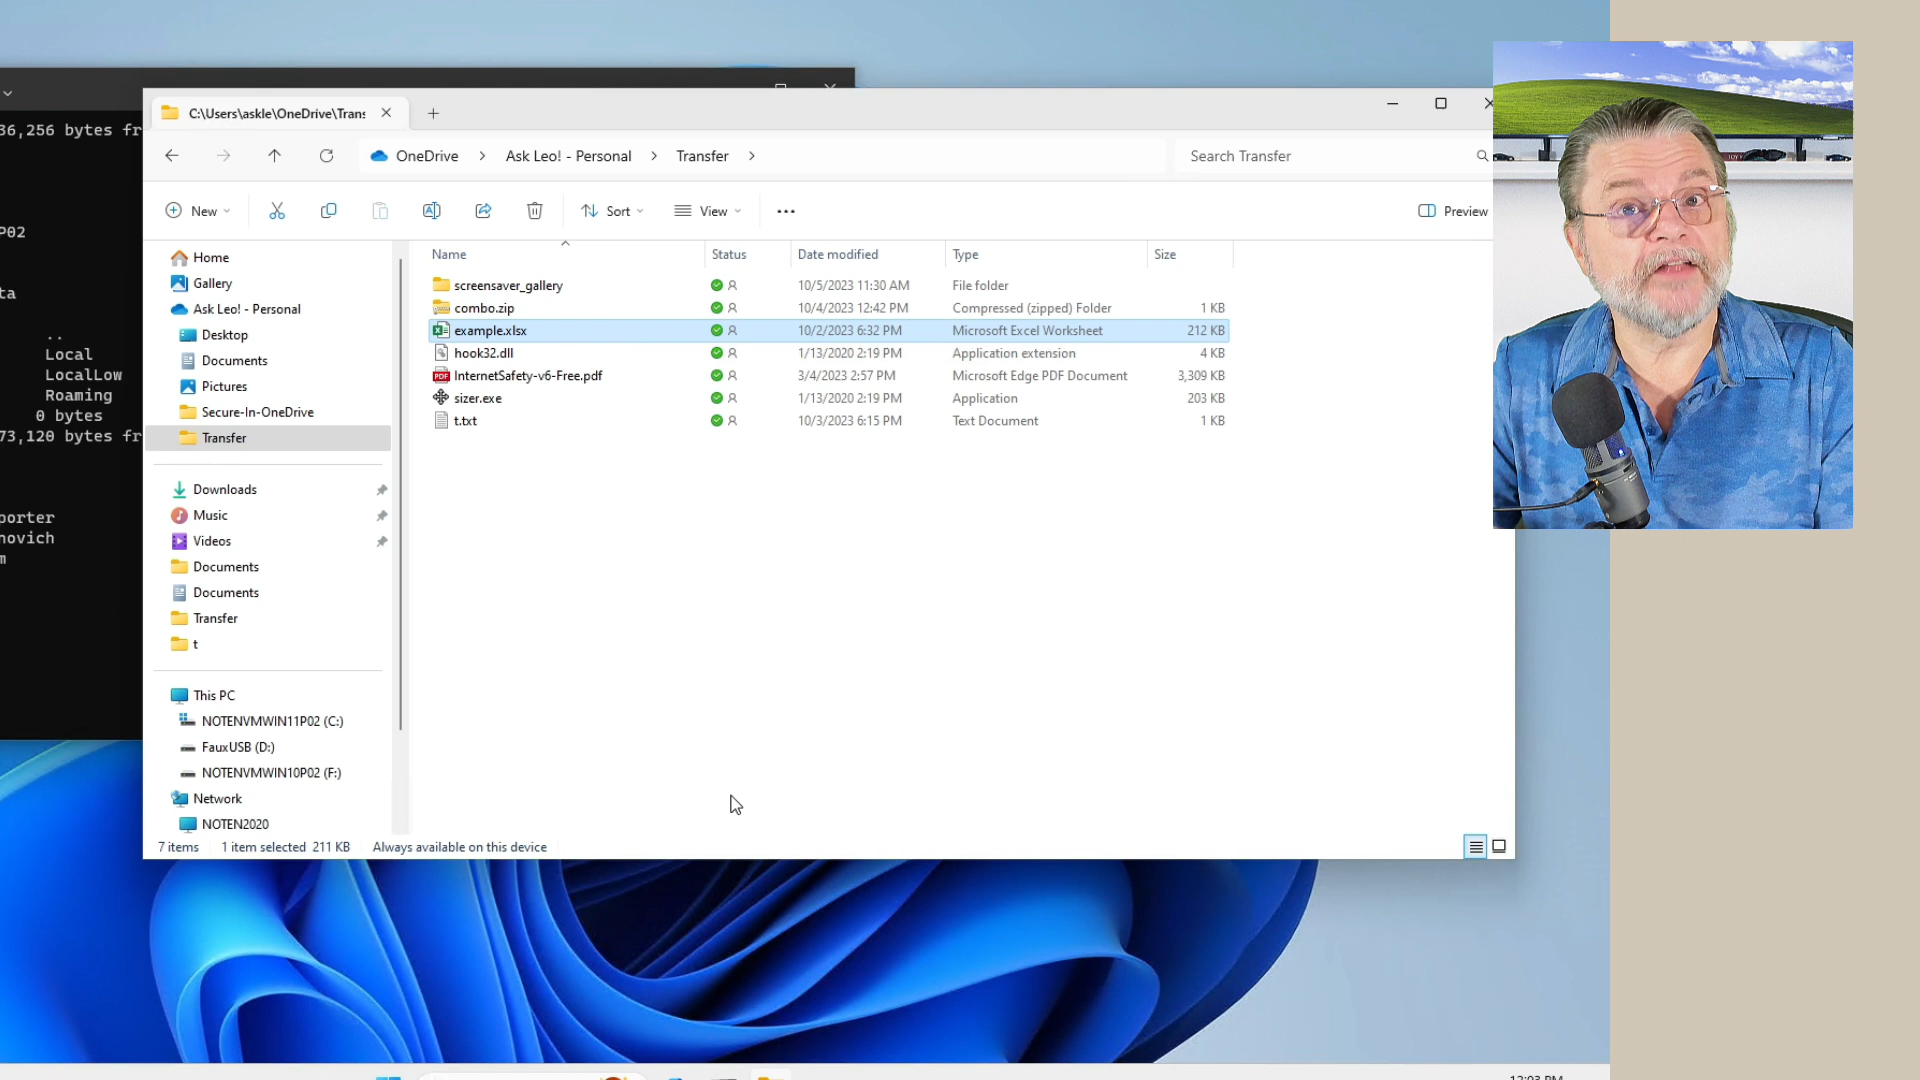 36,256 bytes fr
P02
ta
..
Local
LocalLow
Roaming
0 bytes
73,120 bytes fr
porter
novich
m
C:\Users\askle\OneDrive\Trans
OneDrive > Ask Leo! - Personal > Transfer >
Search Transfer
New
Sort
View
Preview
Home
Gallery
Ask Leo! - Personal
Desktop
Documents
Pictures
Secure-In-OneDrive
Transfer
Downloads
Music
Videos
Documents
Documents
Transfer
t
This PC
NOTENVMWIN11P02 (C:)
FauxUSB (D:)
NOTENVMWIN10P02 (F:)
Network
NOTEN2020
Name Status Date modified Type Size
screensaver_gallery 10/5/2023 11:30 AM File folder
combo.zip 10/4/2023 12:42 PM Compressed (zipped) Folder 1 KB
example.xlsx 10/2/2023 6:32 PM Microsoft Excel Worksheet 212 KB
hook32.dll 1/13/2020 2:19 PM Application extension 4 KB
PDF InternetSafety-v6-Free.pdf 3/4/2023 2:57 PM Microsoft Edge PDF Document 3,309 KB
sizer.exe 1/13/2020 2:19 PM Application 203 KB
t.txt 10/3/2023 6:15 PM Text Document 1 KB
7 items 1 item selected 211 KB Always available on this device